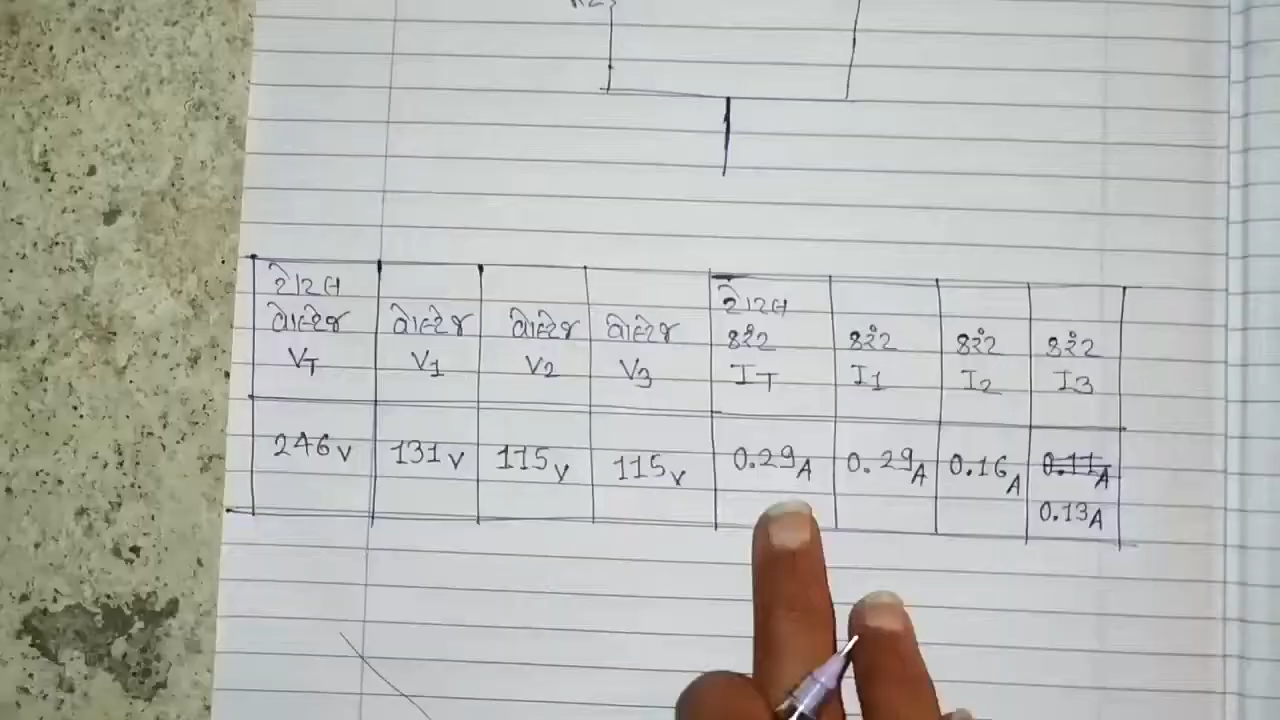 ટોટલ ટોટલ
વોલ્ટેજ વોલ્ટેજ વોલ્ટેજ વોલ્ટેજ કરંટ કરંટ કરંટ કરંટ
VT V1 V2 V3 IT I1 I2 I3
246V 131V 115V 115V 0.29A 0.29A 0.16A 0.11A
0.13A